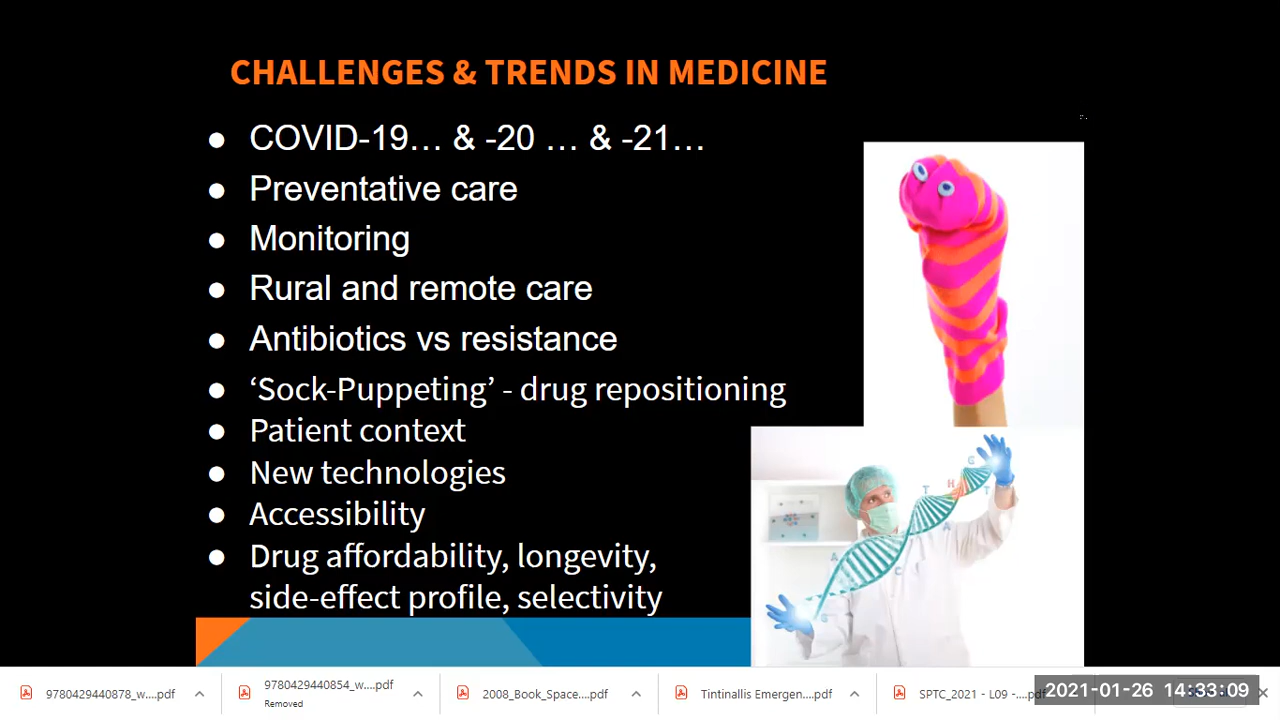 CHALLENGES & TRENDS IN MEDICINE
● COVID-19… & -20 … & -21…
● Preventative care
● Monitoring
● Rural and remote care
● Antibiotics vs resistance
● ‘Sock-Puppeting’ - drug repositioning
● Patient context
● New technologies
● Accessibility
● Drug affordability, longevity,
side-effect profile, selectivity
G
T
H
T
A
A
C
G
9780429440878_w....pdf
9780429440854_w....pdf
Removed
2008_Book_Space....pdf
Tintinallis Emergen....pdf
SPTC_2021 - L09 -....pdf
2021-01-26 14:33:09